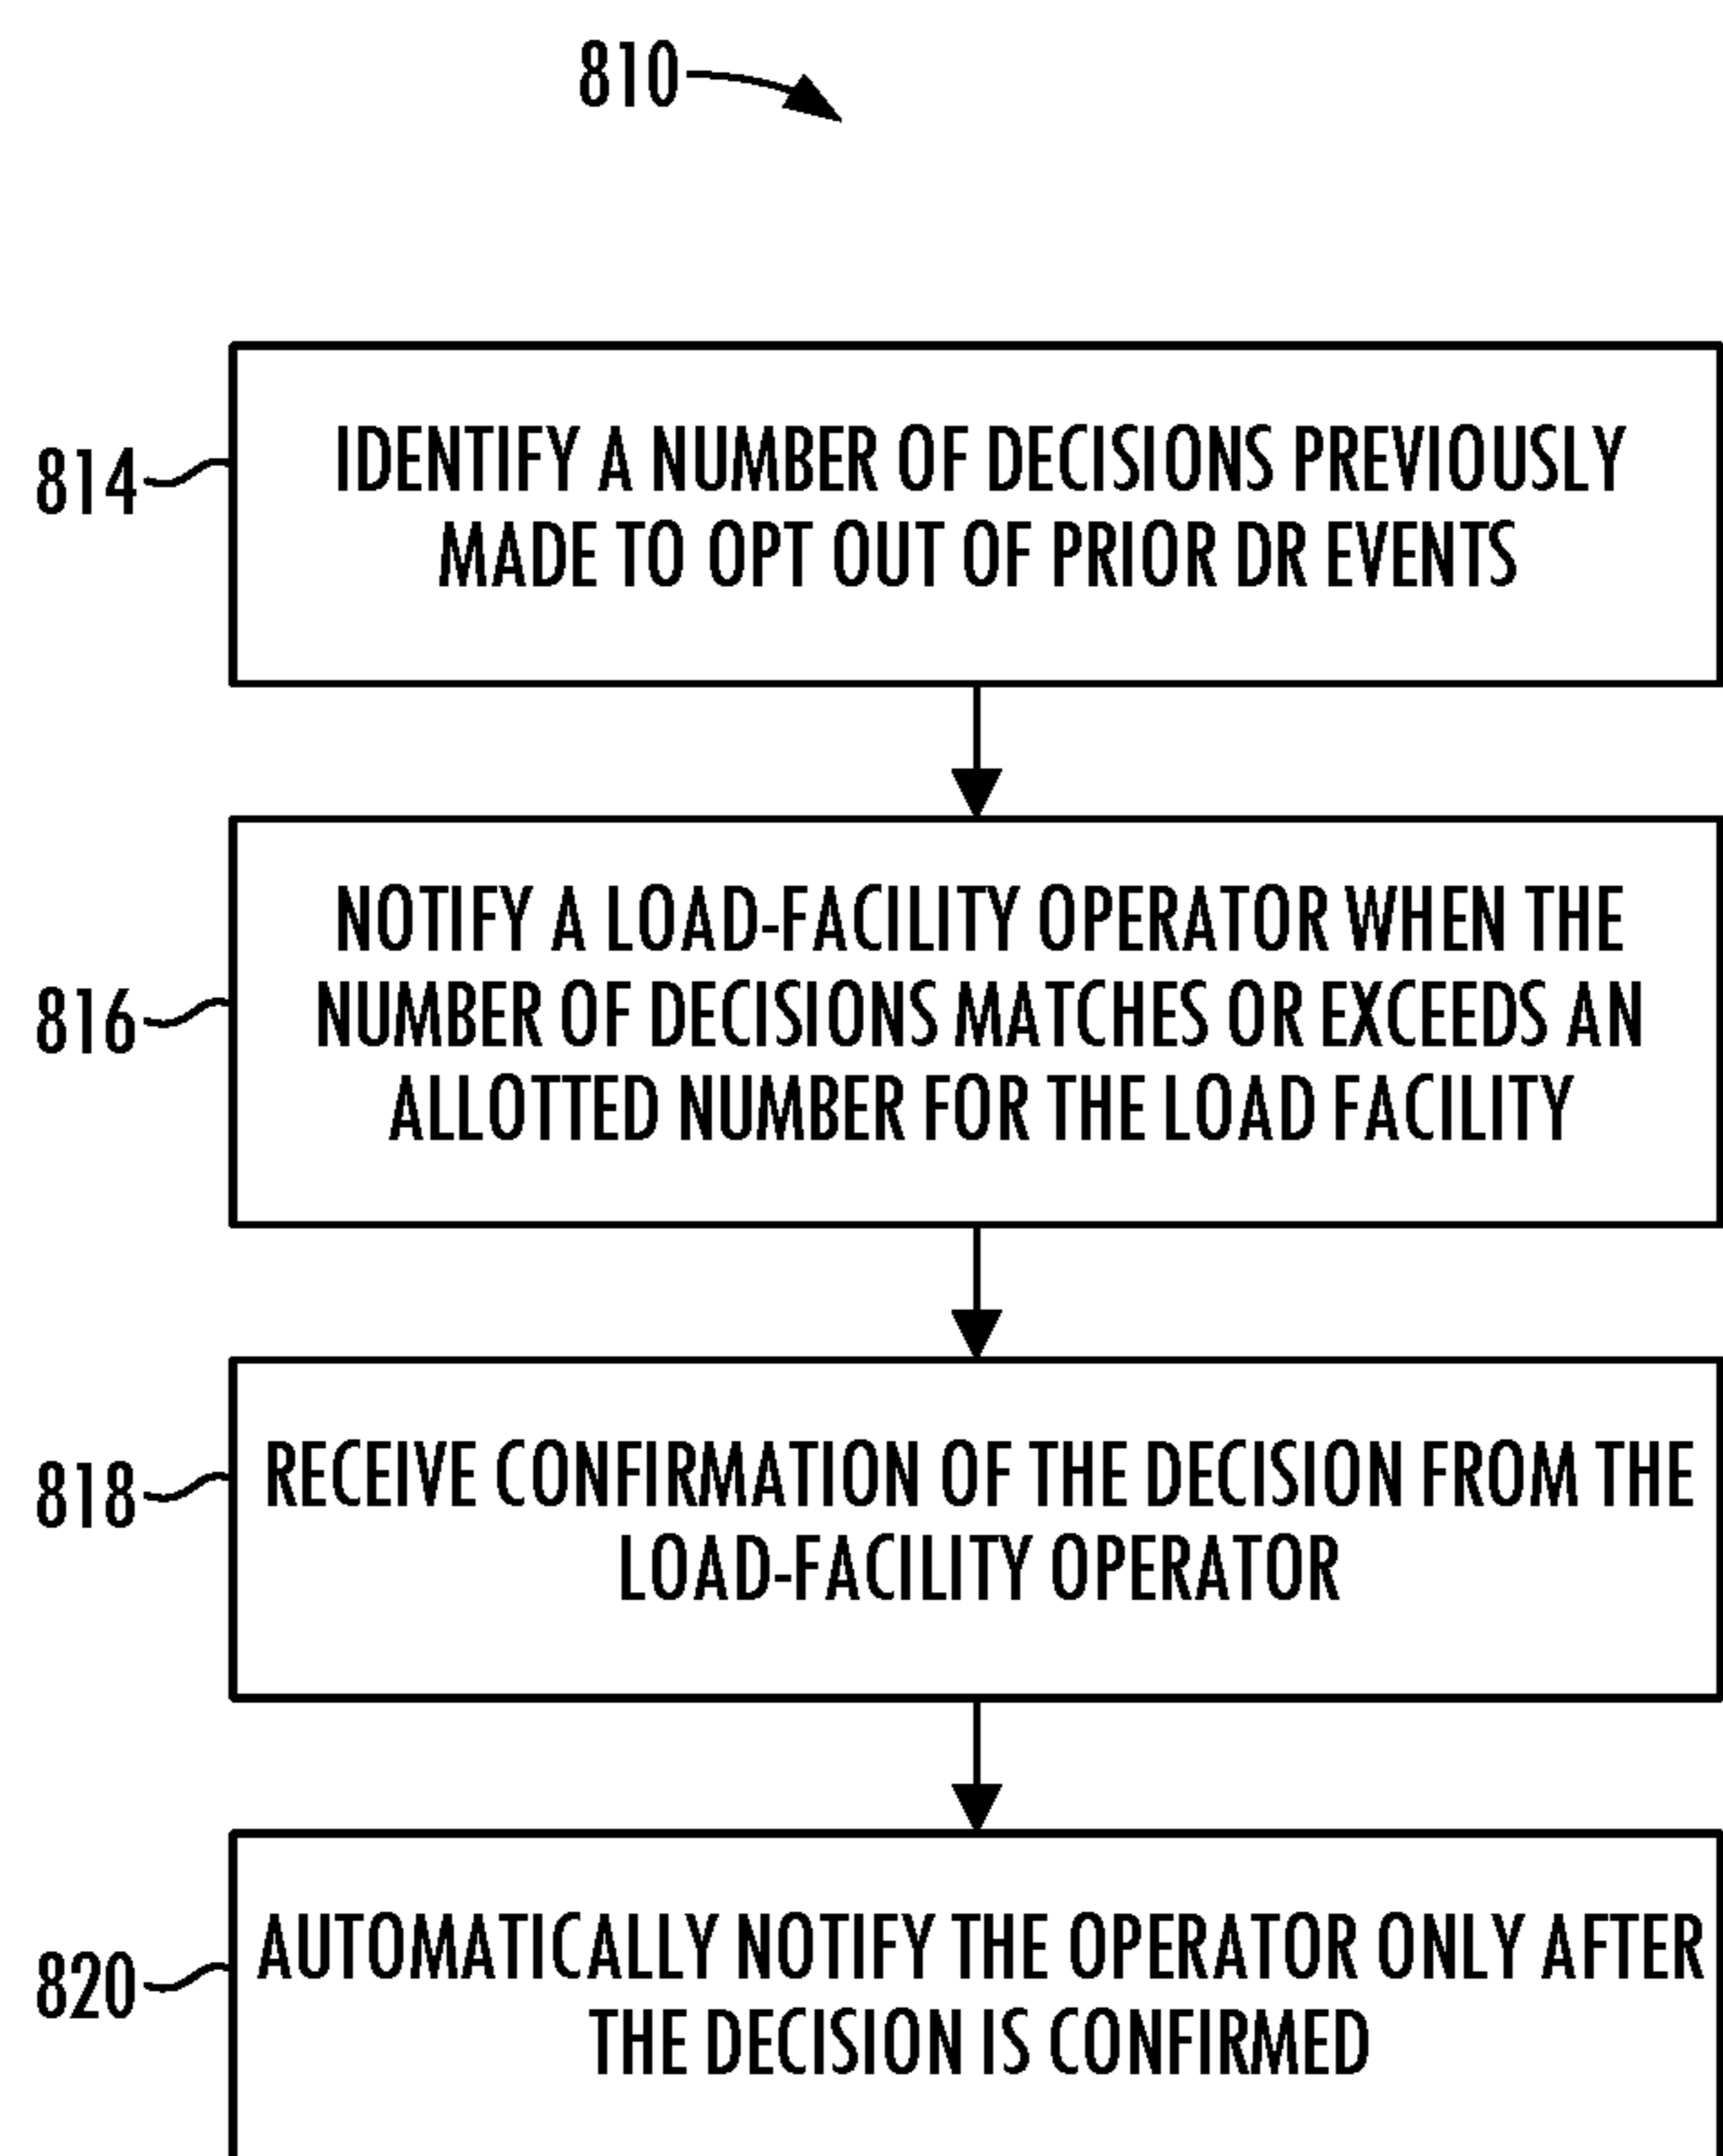 810
814
IDENTIFY A NUMBER OF DECISIONS PREVIOUSLY
MADE TO OPT OUT OF PRIOR DR EVENTS
816
NOTIFY A LOAD-FACILITY OPERATOR WHEN THE
NUMBER OF DECISIONS MATCHES OR EXCEEDS AN
ALLOTTED NUMBER FOR THE LOAD FACILITY
818
RECEIVE CONFIRMATION OF THE DECISION FROM THE
LOAD-FACILITY OPERATOR
820
AUTOMATICALLY NOTIFY THE OPERATOR ONLY AFTER
THE DECISION IS CONFIRMED